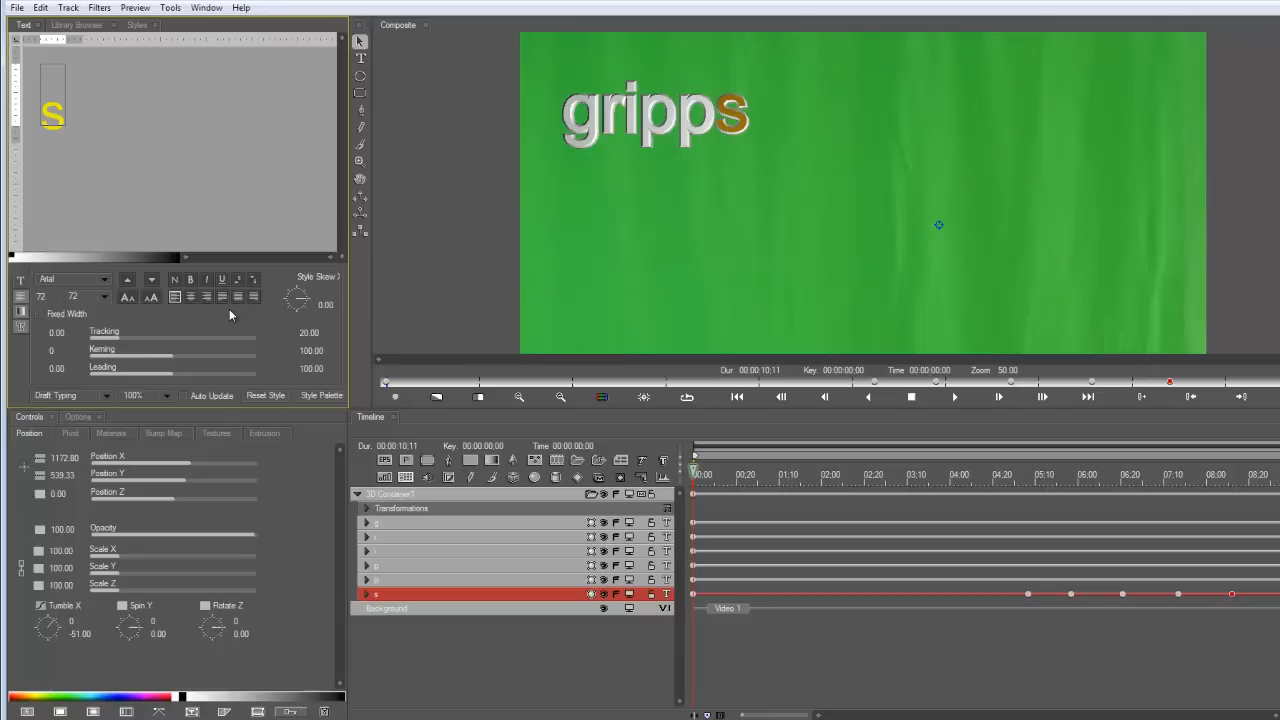 File Edit Track Filters Preview Tools Window Help
Text Library Browser Styles
Composite
s
gripps
Arial
N B I U
Style Skew X
72 72
0.00
Fixed Width
0.00 Tracking 20.00
0 Kerning 100.00
0.00 Leading 100.00
Draft Typing 100% Auto Update Reset Style Style Palette
Dur. 00:00:10;11 Key. 00:00:00;00 Time 00:00:00;00 Zoom 50.00
Controls Options
Timeline
Position Pivot Materials Bump Map Textures Extrusion
Dur. 00:00:10;11 Key. 00:00:00;00 Time 00:00:00;00
1172.80 Position X
539.33 Position Y
0.00 Position Z
100.00 Opacity
100.00 Scale X
100.00 Scale Y
100.00 Scale Z
Tumble X Spin Y Rotate Z
0 0 0
-51.00 0.00 0.00
EPS
00:00 00:20 01:10 02:00 02:20 03:10 04:00 04:20 05:10 06:00 06:20 07:10 08:00 08:20
3D Container1
Transformations
g
i
p
p
s
Background
Video 1